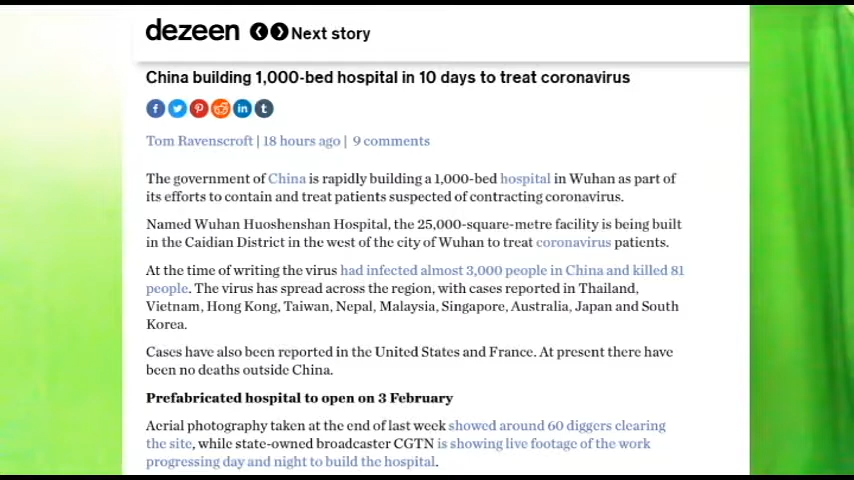 dezeen Next story
China building 1,000-bed hospital in 10 days to treat coronavirus
Tom Ravenscroft | 18 hours ago | 9 comments
The government of China is rapidly building a 1,000-bed hospital in Wuhan as part of
its efforts to contain and treat patients suspected of contracting coronavirus.
Named Wuhan Huoshenshan Hospital, the 25,000-square-metre facility is being built
in the Caidian District in the west of the city of Wuhan to treat coronavirus patients.
At the time of writing the virus had infected almost 3,000 people in China and killed 81
people. The virus has spread across the region, with cases reported in Thailand,
Vietnam, Hong Kong, Taiwan, Nepal, Malaysia, Singapore, Australia, Japan and South
Korea.
Cases have also been reported in the United States and France. At present there have
been no deaths outside China.
Prefabricated hospital to open on 3 February
Aerial photography taken at the end of last week showed around 60 diggers clearing
the site, while state-owned broadcaster CGTN is showing live footage of the work
progressing day and night to build the hospital.